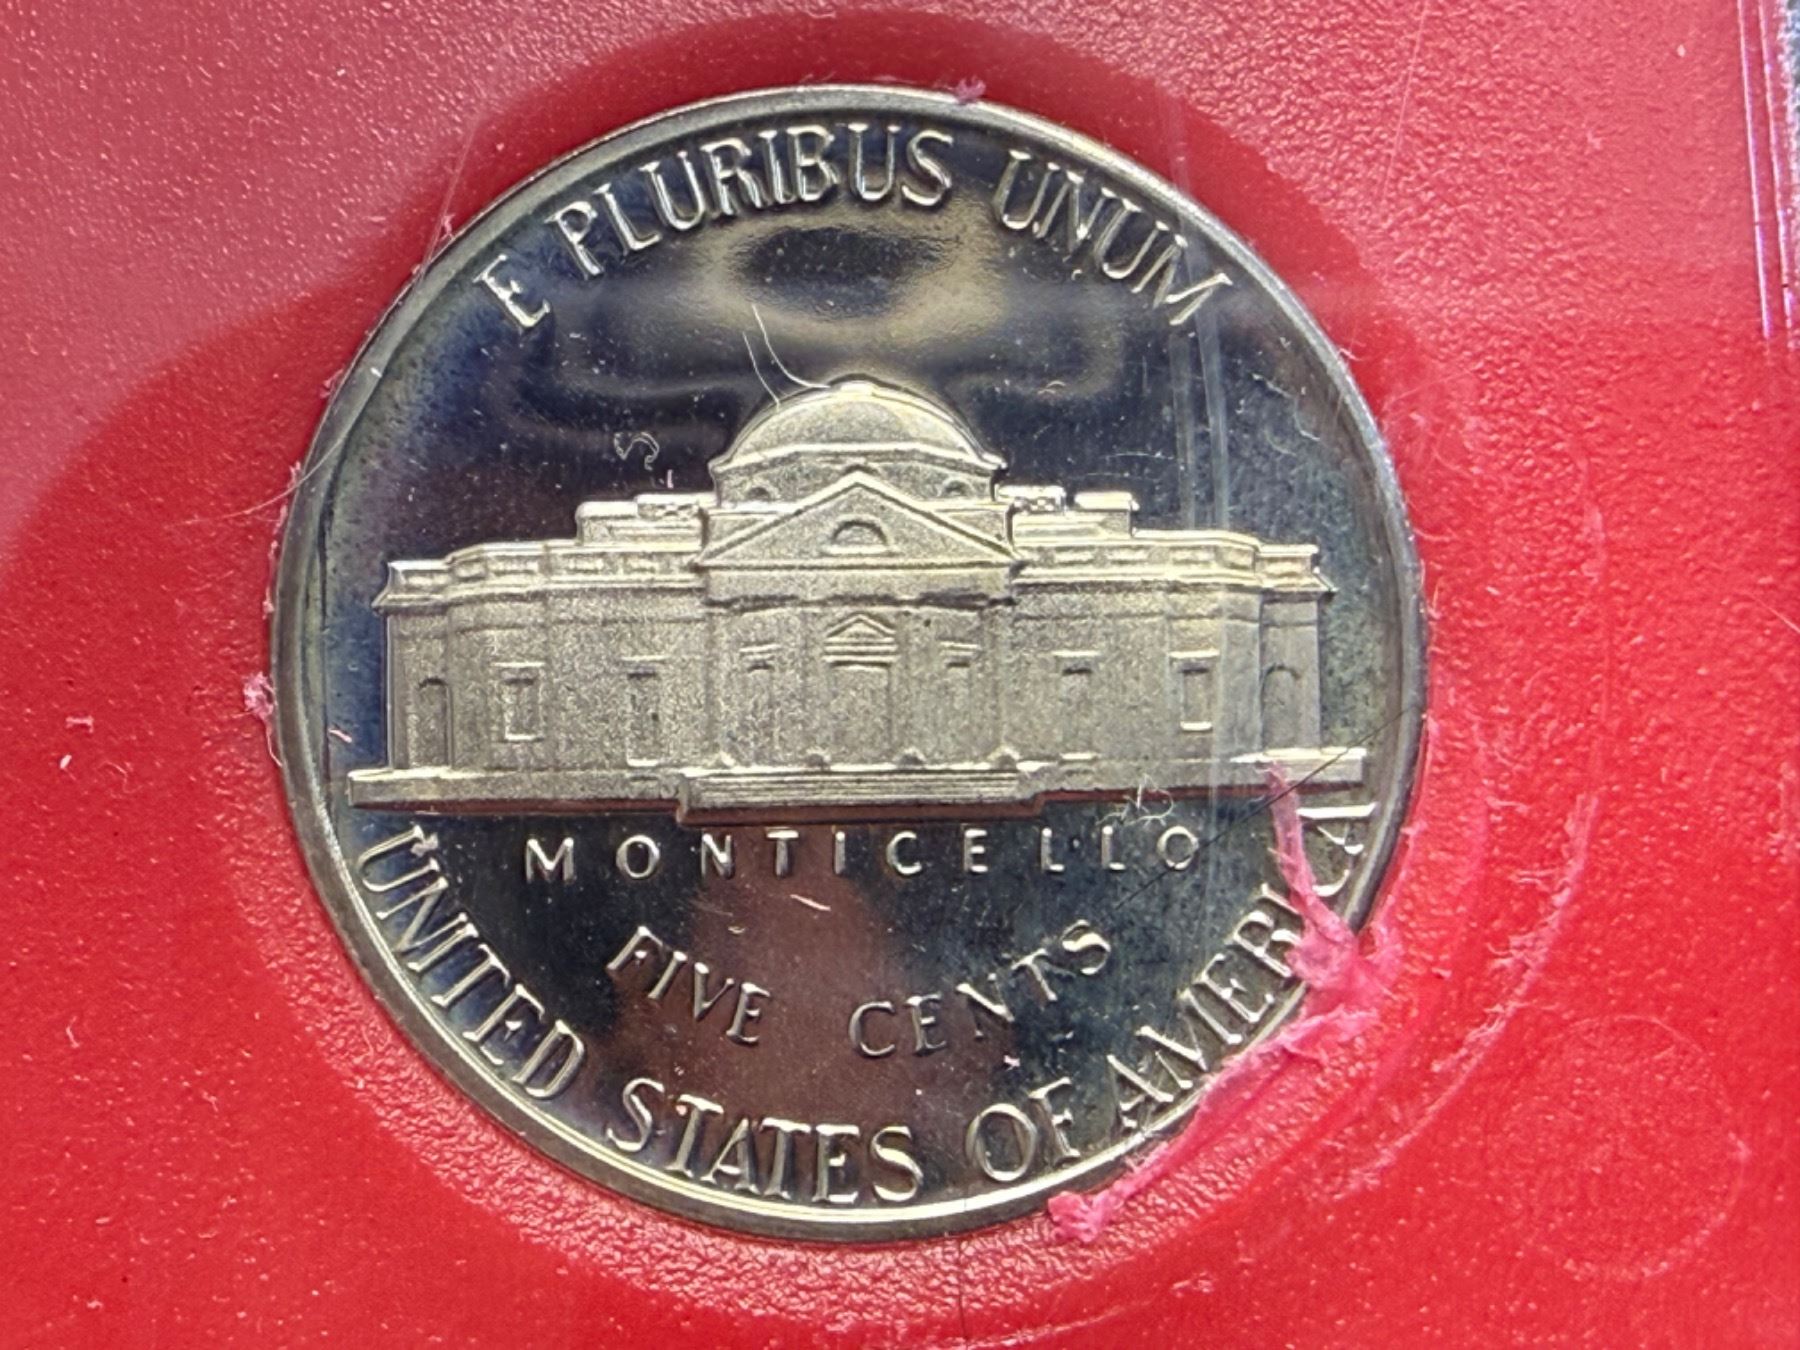 E PLURIBUS UNUM
MONTICELLO
FIVE CENTS
UNITED STATES OF AMERICA